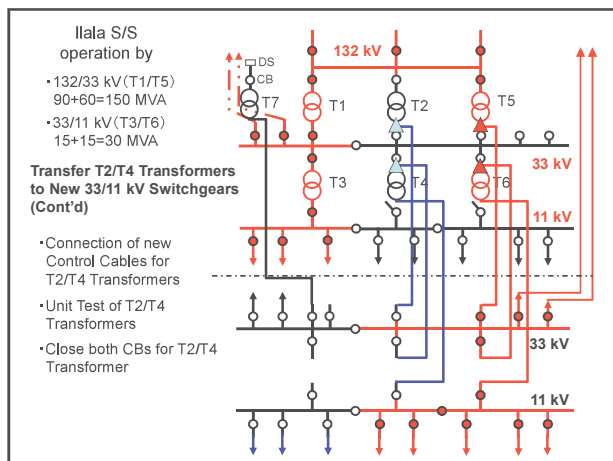 Ilala S/S
operation by
• 132/33 kV(T1/T5)
90+60=150 MVA
• 33/11 kV(T3/T6)
15+15=30 MVA
Transfer T2/T4 Transformers
to New 33/11 kV Switchgears
(Cont'd)
• Connection of new
Control Cables for
T2/T4 Transformers
• Unit Test of T2/T4
Transformers
• Close both CBs for T2/T4
Transformer
DS
CB
T7
132 kV
T1
T2
T5
33 kV
T3
T4
T6
11 kV
33 kV
11 kV